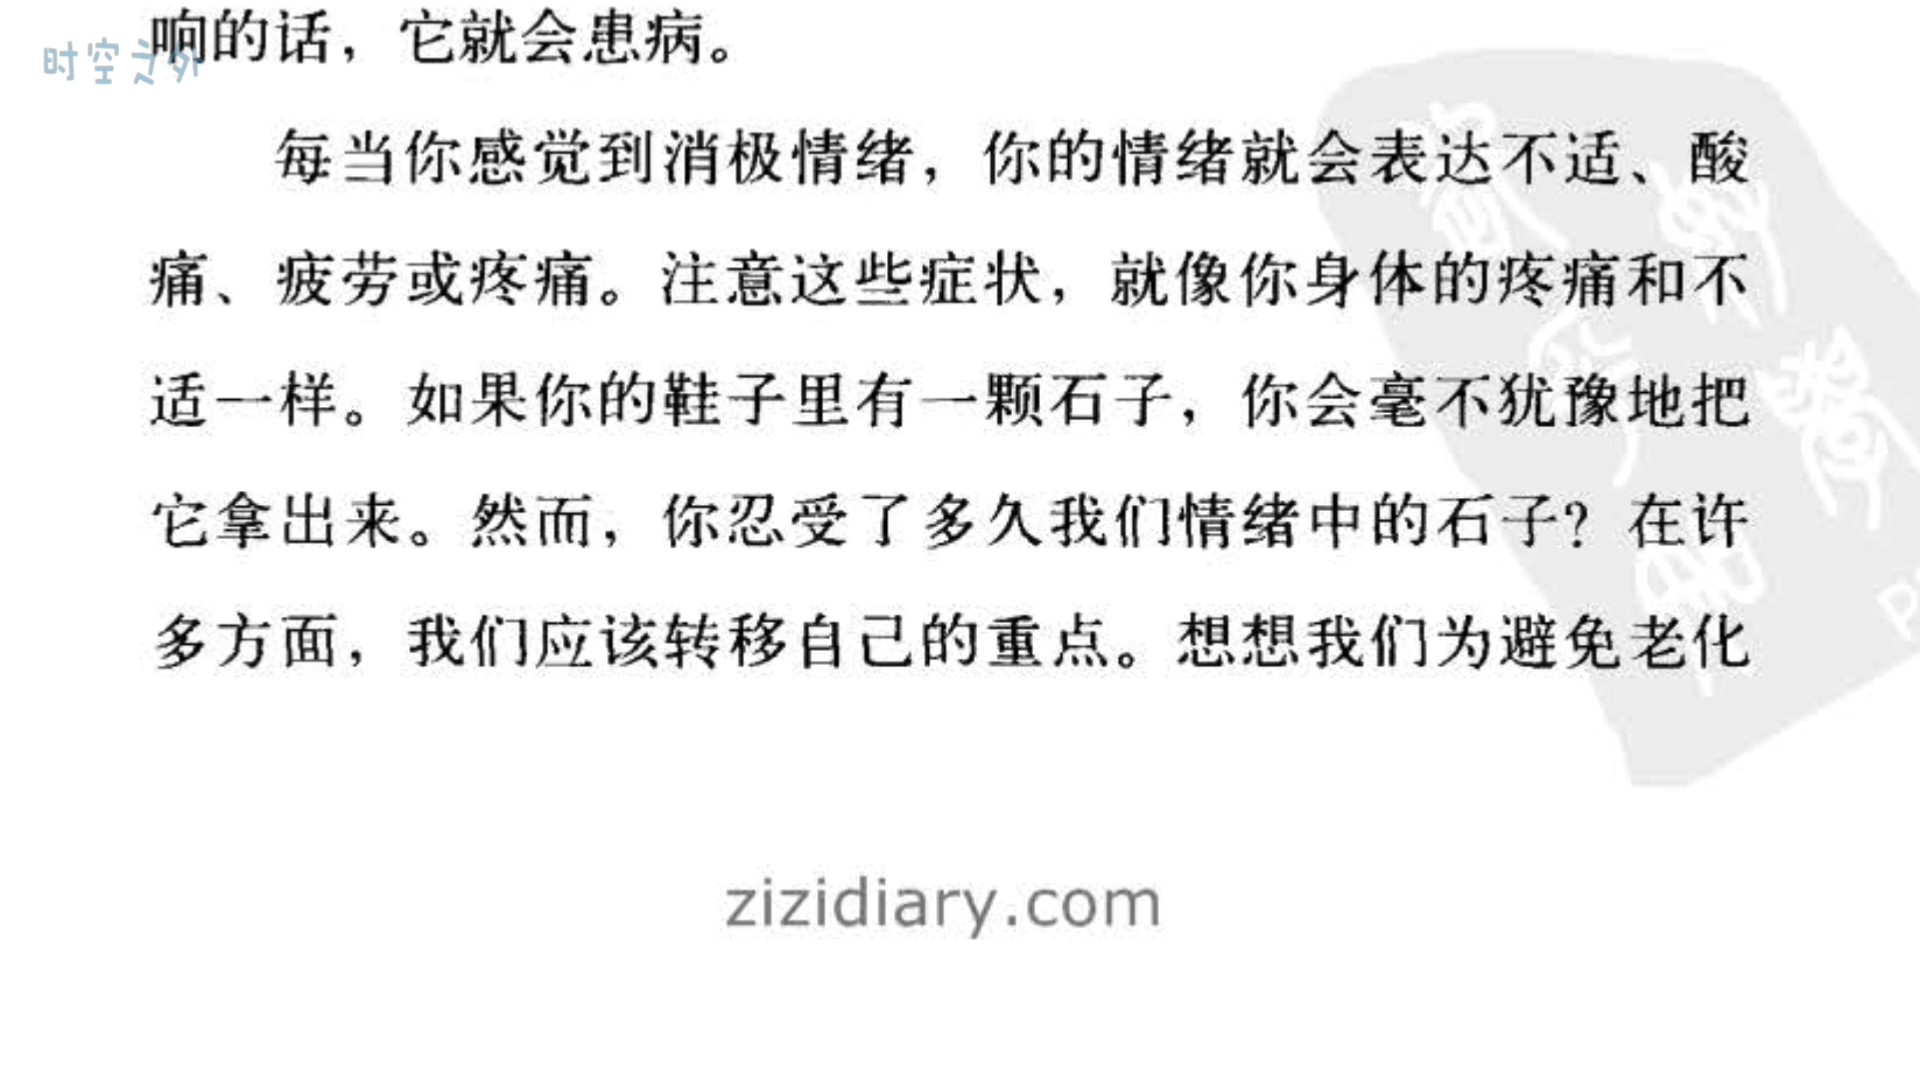 响的话，它就会患病。
时空之外
每当你感觉到消极情绪，你的情绪就会表达不适、酸
痛、疲劳或疼痛。注意这些症状，就像你身体的疼痛和不
适一样。如果你的鞋子里有一颗石子，你会毫不犹豫地把
它拿出来。然而，你忍受了多久我们情绪中的石子？在许
多方面，我们应该转移自己的重点。想想我们为避免老化
zizidiary.com